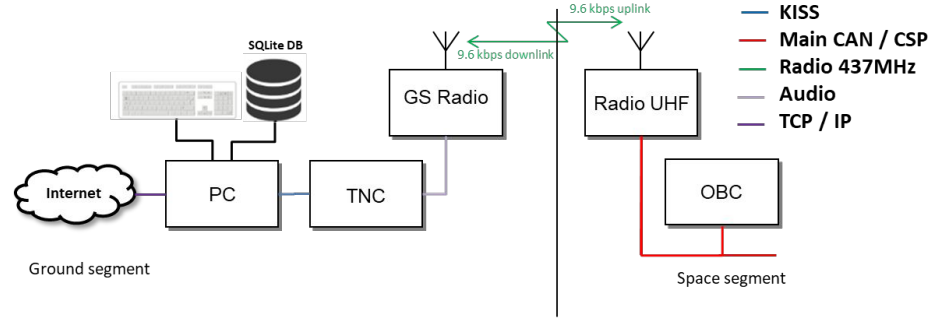 9.6 kbps uplink
KISS
SQLite DB
9.6 kbps downlink
Main CAN / CSP
Radio 437MHz
GS Radio
Radio UHF
Audio
TCP / IP
Internet
PC
TNC
OBC
Ground segment
Space segment